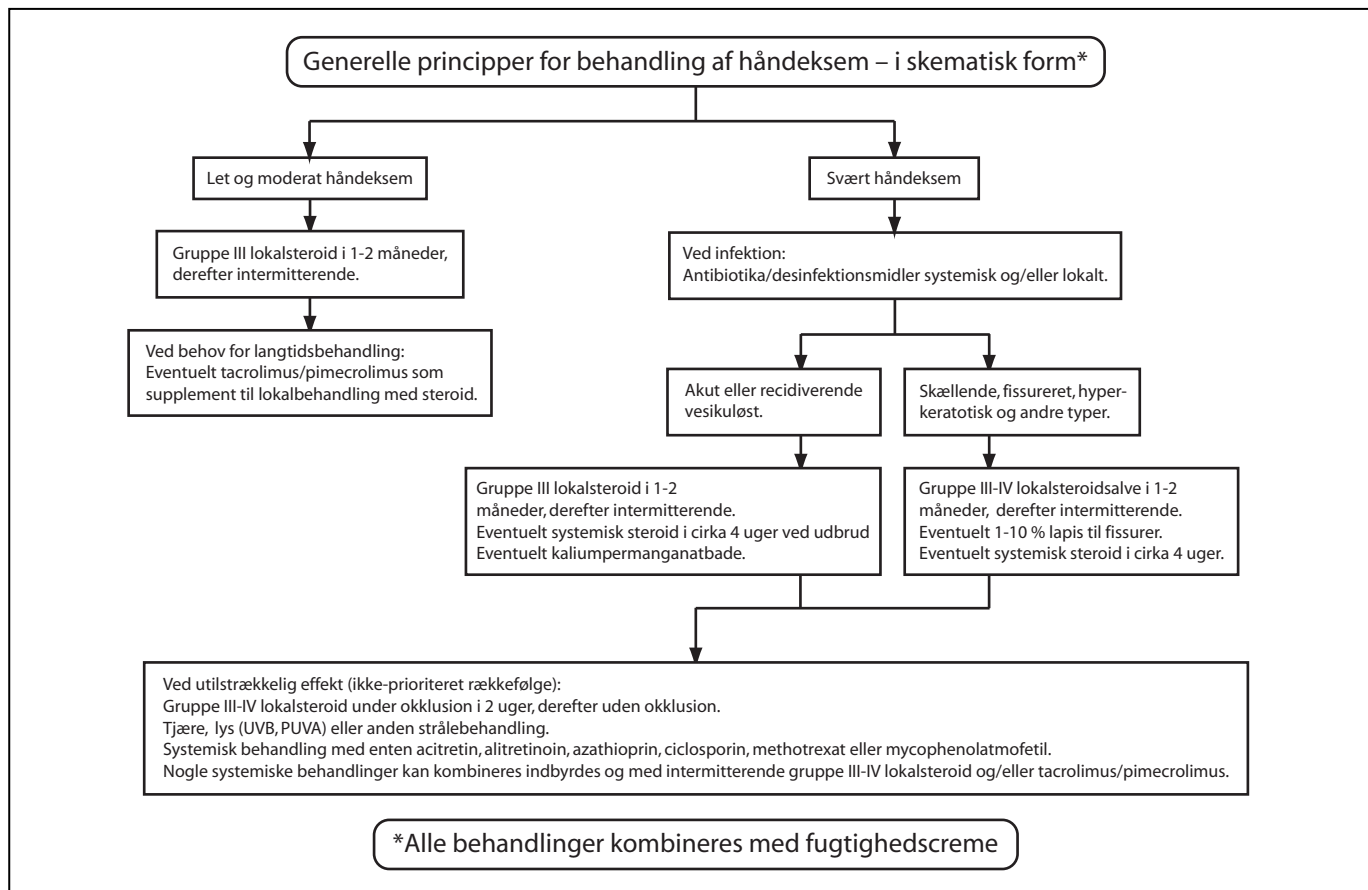 Generelle principper for behandling af håndeksem – i skematisk form*
Let og moderat håndeksem
Gruppe III lokalsteroid i 1-2 måneder,
derefter intermitterende.
Ved behov for langtidsbehandling:
Eventuelt tacrolimus/pimecrolimus som
supplement til lokalbehandling med steroid.
Svært håndeksem
Ved infektion:
Antibiotika/desinfektionsmidler systemisk og/eller lokalt.
Akut eller recidiverende
vesikuløst.
Gruppe III lokalsteroid i 1-2
måneder, derefter intermitterende.
Eventuelt systemisk steroid i cirka 4 uger ved udbrud
Eventuelt kaliumpermanganatbade.
Skællende, fissureret, hyper-
keratotisk og andre typer.
Gruppe III-IV lokalsteroidsalve i 1-2
måneder, derefter intermitterende.
Eventuelt 1-10 % lapis til fissurer.
Eventuelt systemisk steroid i cirka 4 uger.
Ved utilstrækkelig effekt (ikke-prioriteret rækkefølge):
Gruppe III-IV lokalsteroid under okklusion i 2 uger, derefter uden okklusion.
Tjære, lys (UVB, PUVA) eller anden strålebehandling.
Systemisk behandling med enten acitretin, alitretinoin, azathioprin, ciclosporin, methotrexat eller mycophenolatmofetil.
Nogle systemiske behandlinger kan kombineres indbyrdes og med intermitterende gruppe III-IV lokalsteroid og/eller tacrolimus/pimecrolimus.
*Alle behandlinger kombineres med fugtighedscreme